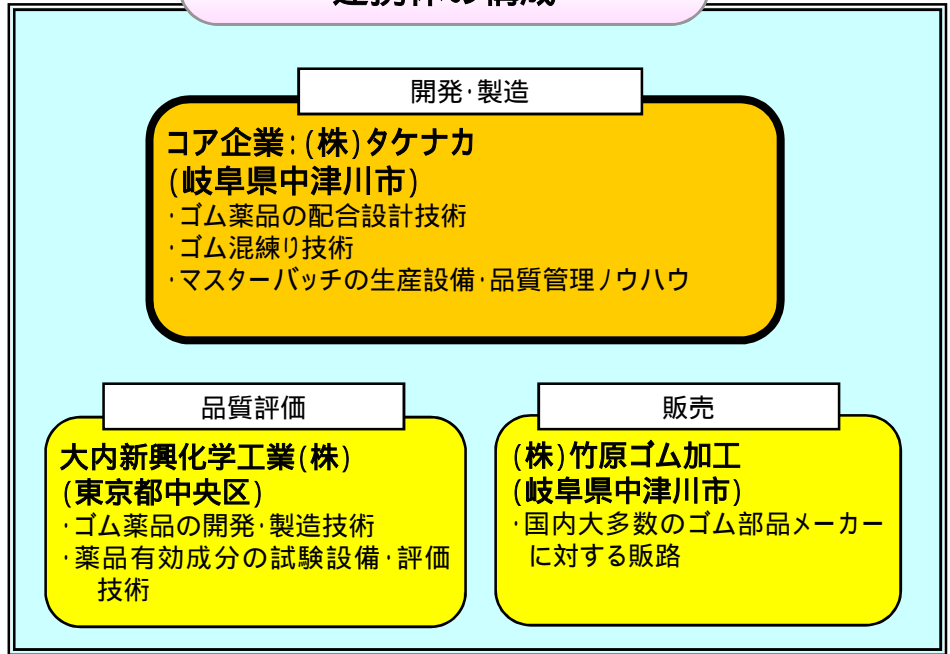 連携体の構成
開発・製造
コア企業：(株)タケナカ
(岐阜県中津川市)
・ゴム薬品の配合設計技術
・ゴム混練り技術
・マスターバッチの生産設備・品質管理ノウハウ
品質評価
大内新興化学工業(株)
(東京都中央区)
・ゴム薬品の開発・製造技術
・薬品有効成分の試験設備・評価
技術
販売
(株)竹原ゴム加工
(岐阜県中津川市)
・国内大多数のゴム部品メーカー
に対する販路